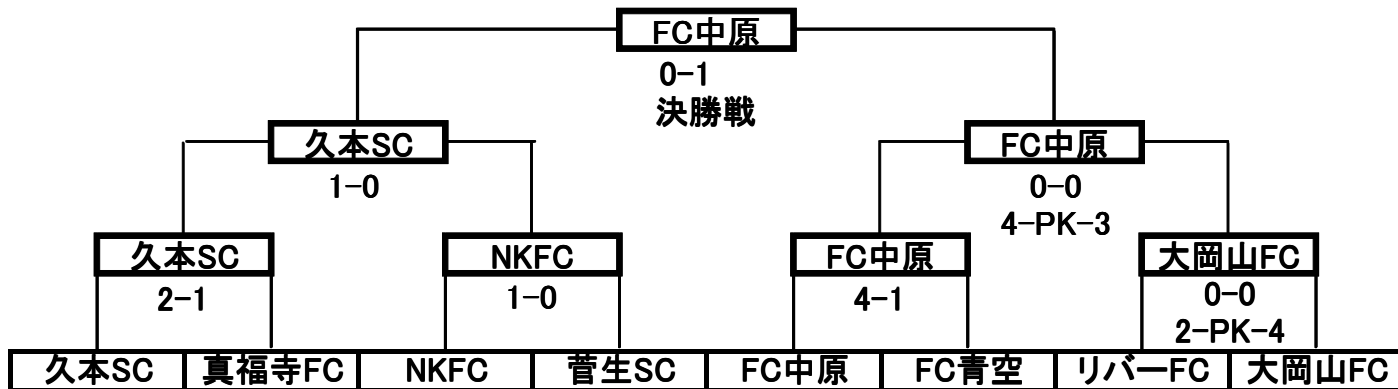 FC中原
0-1
決勝戦
久本SC
FC中原
1-0
0-0
4-PK-3
久本SC
NKFC
FC中原
大岡山FC
2-1
1-0
4-1
0-0
2-PK-4
久本SC 真福寺FC NKFC 菅生SC FC中原 FC青空 リバーFC 大岡山FC